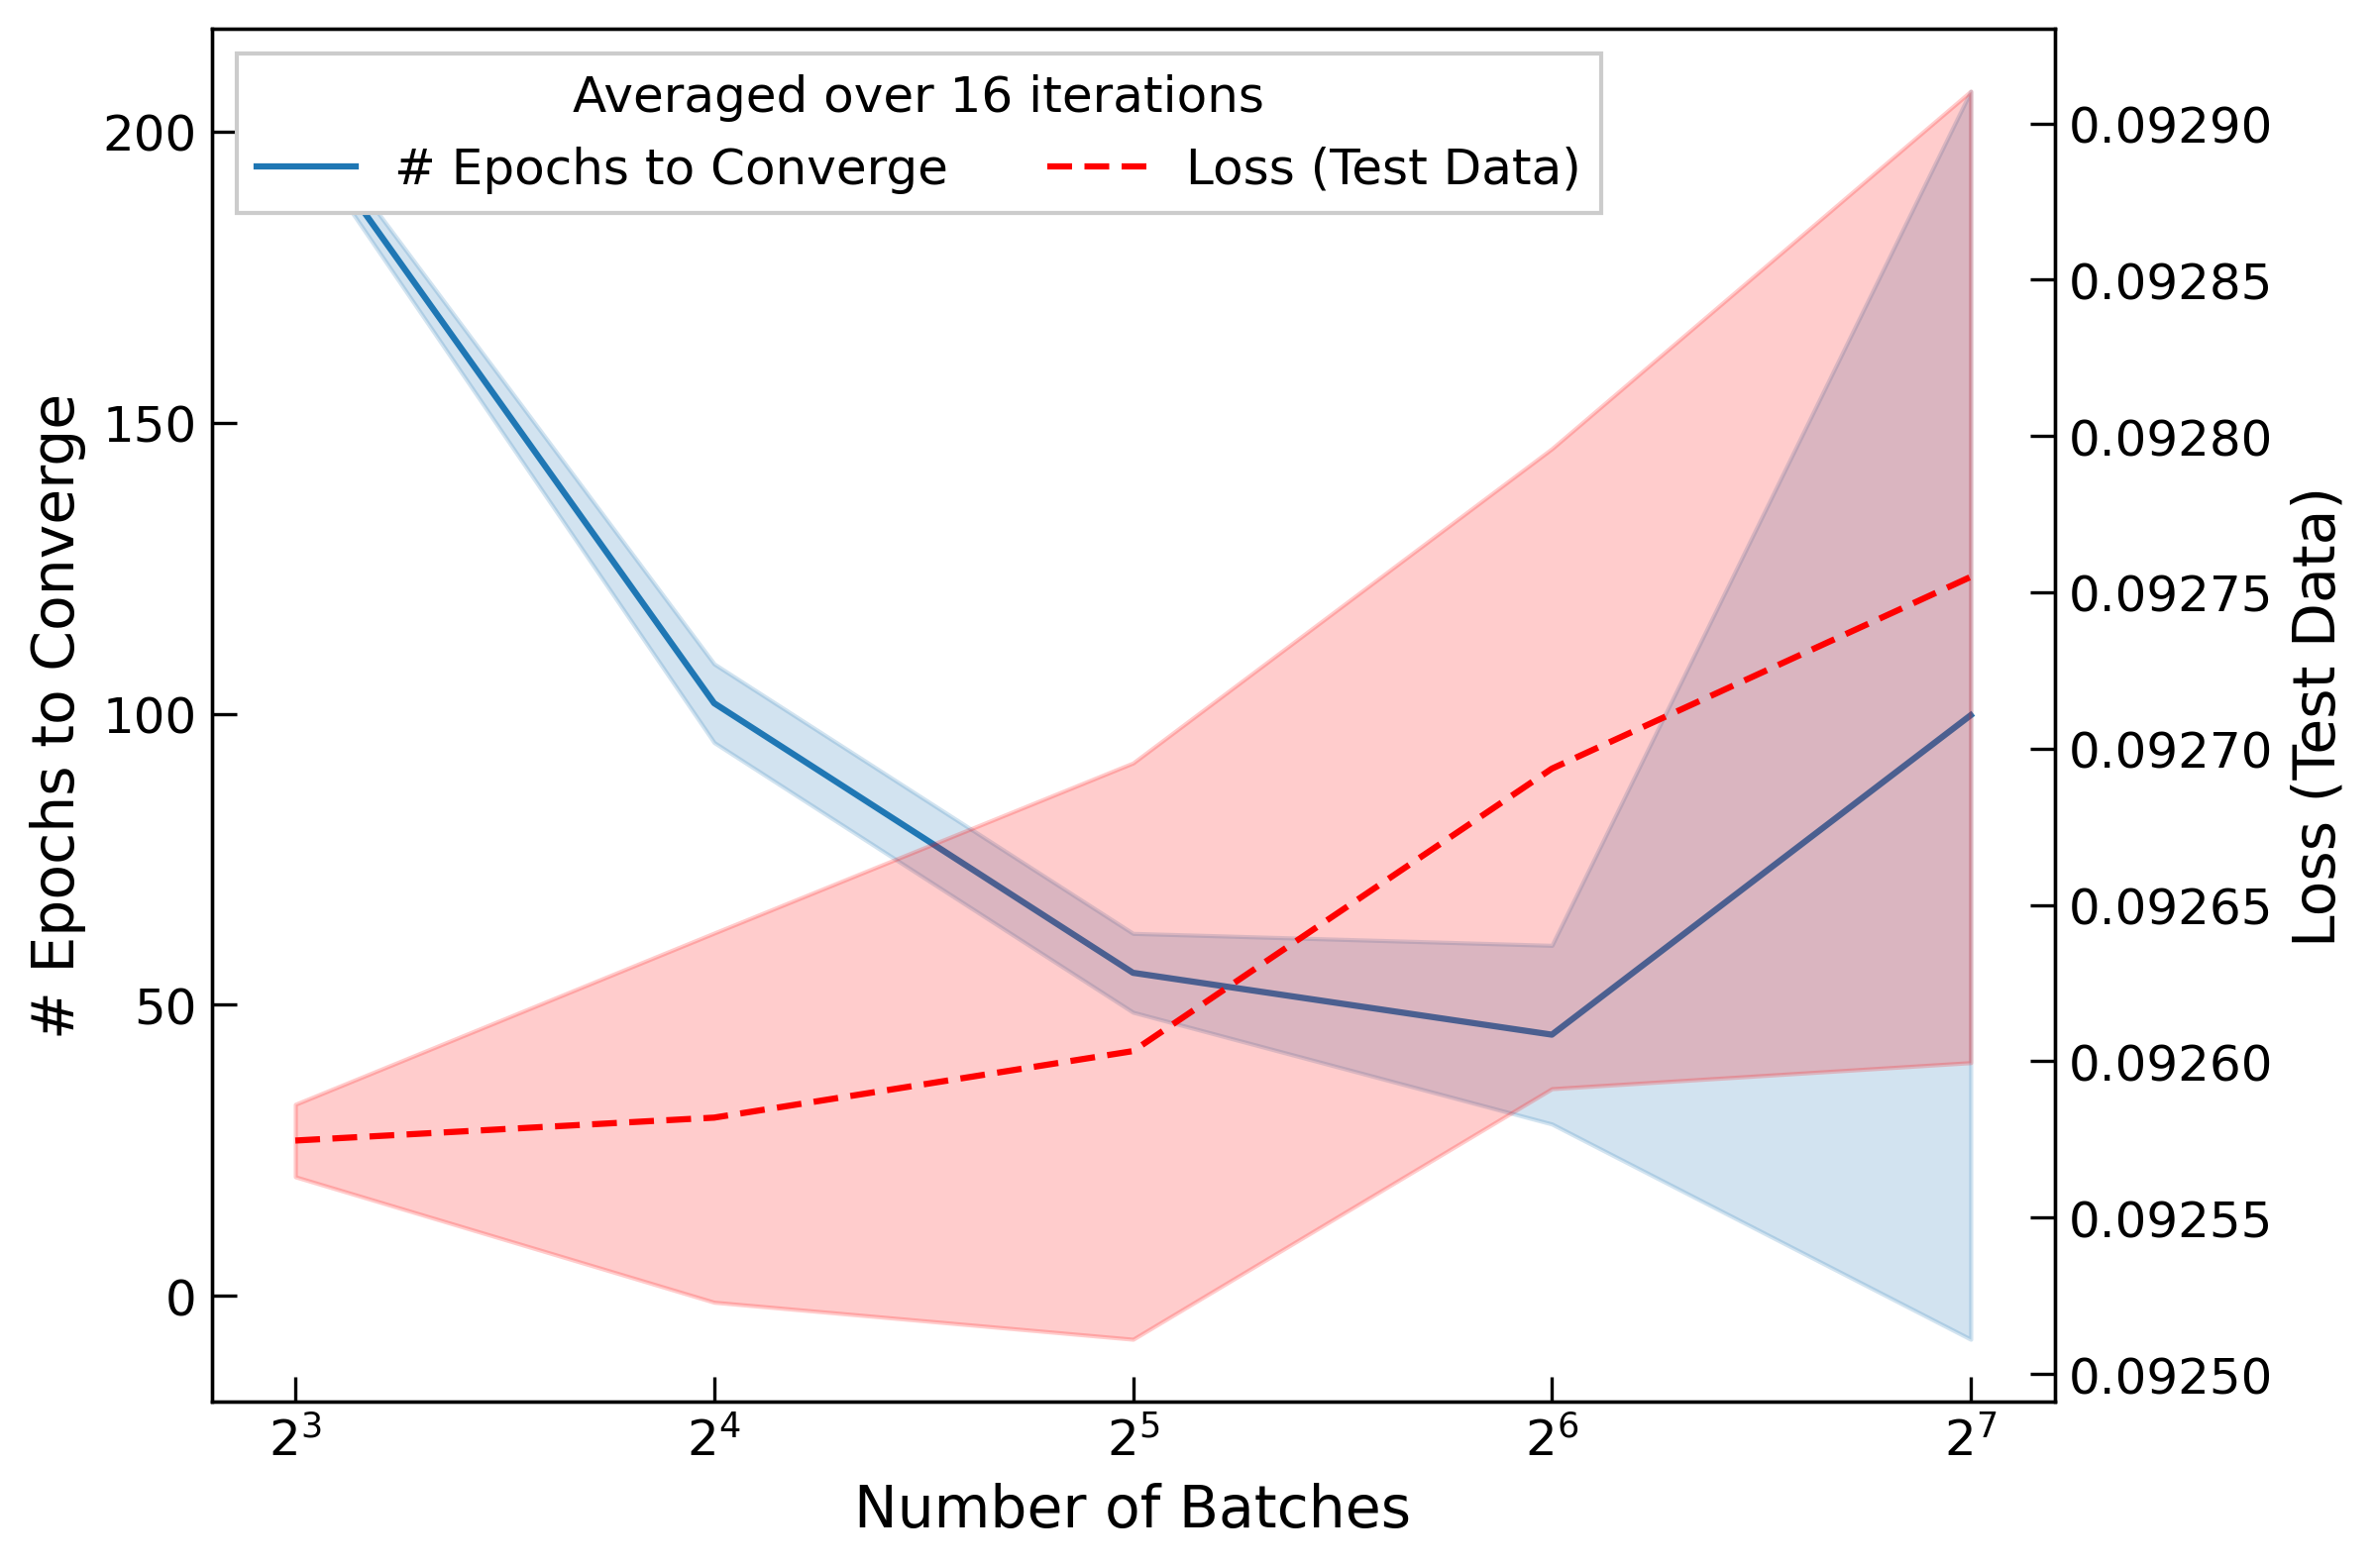 Averaged over 16 iterations
# Epochs to Converge
Loss (Test Data)
200
150
100
50
0
# Epochs to Converge
0.09290
0.09285
0.09280
0.09275
0.09270
0.09265
0.09260
0.09255
0.09250
Loss (Test Data)
2³ 2⁴ 2⁵ 2⁶ 2⁷
Number of Batches